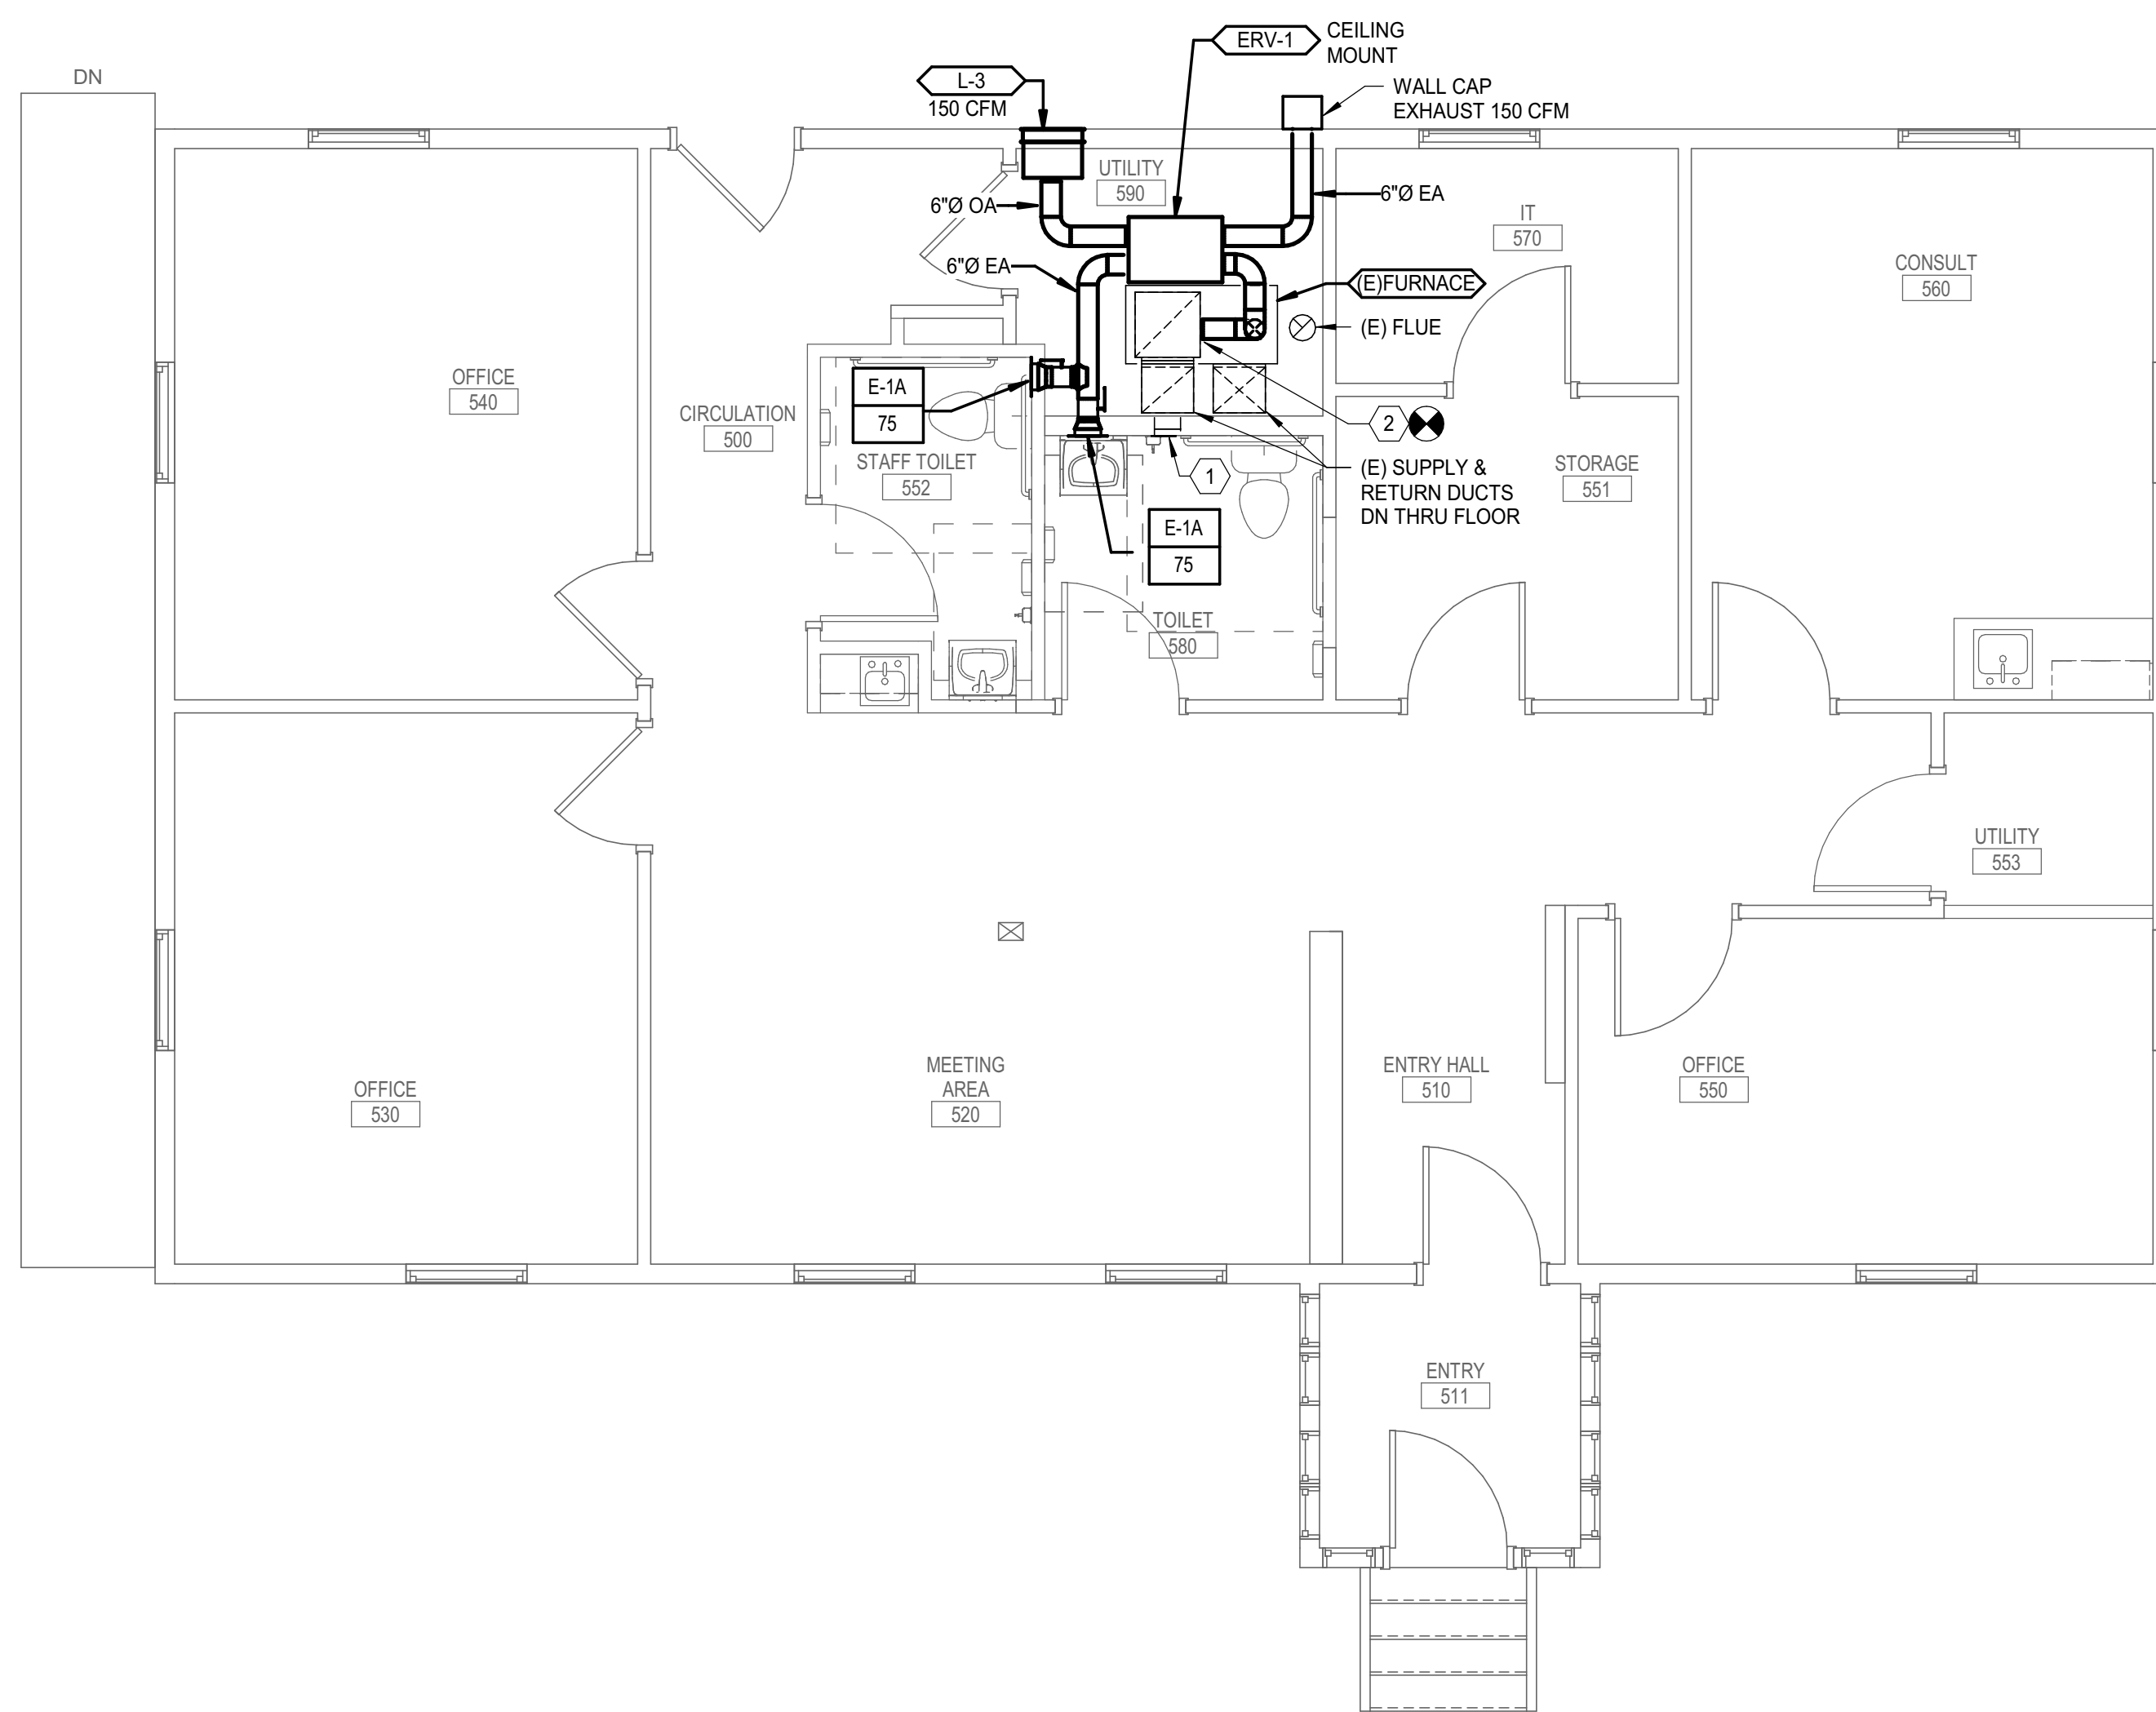 ERV-1
CEILING
MOUNT
DN
L-3
150 CFM
WALL CAP
EXHAUST 150 CFM
UTILITY
590
6"Ø OA
6"Ø EA
IT
570
6"Ø EA
CONSULT
560
(E)FURNACE
(E) FLUE
OFFICE
540
E-1A
75
CIRCULATION
500
2
STAFF TOILET
552
1
(E) SUPPLY &
RETURN DUCTS
DN THRU FLOOR
STORAGE
551
E-1A
75
TOILET
580
UTILITY
553
OFFICE
530
MEETING
AREA
520
ENTRY HALL
510
OFFICE
550
ENTRY
511